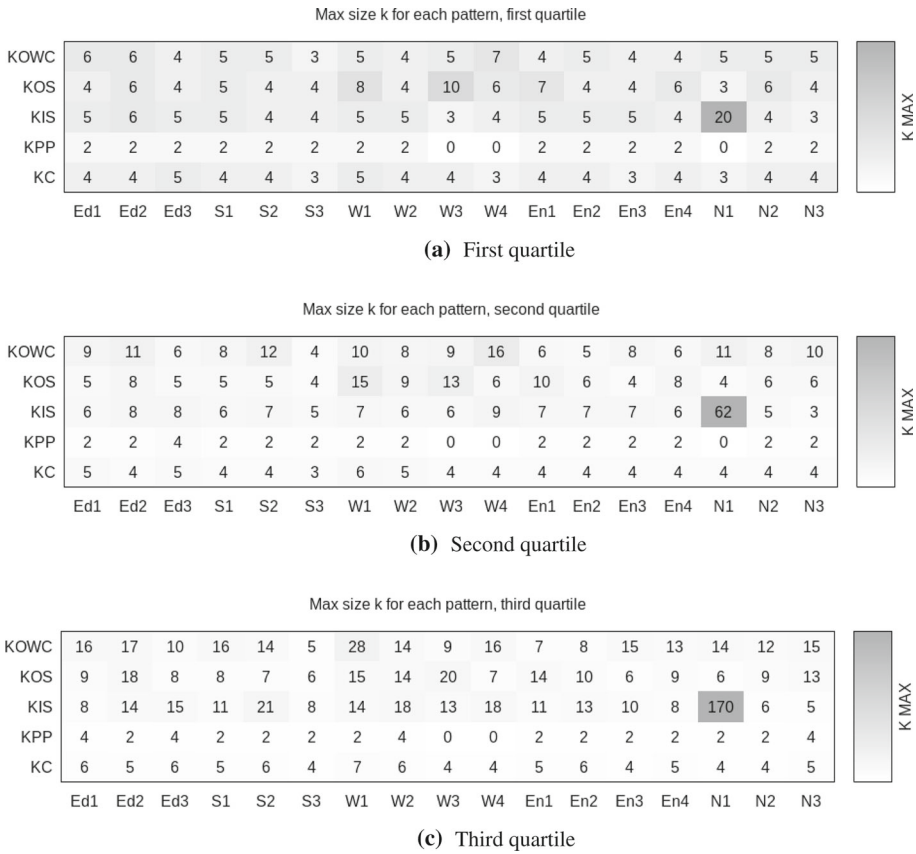 Max size k for each pattern, first quartile
KOWC 6 6 4 5 5 3 5 4 5 7 4 5 4 4 5 5 5
KOS 4 6 4 5 4 4 8 4 10 6 7 4 4 6 3 6 4
KIS 5 6 5 5 4 4 5 5 3 4 5 5 5 4 20 4 3
KPP 2 2 2 2 2 2 2 2 0 0 2 2 2 2 0 2 2
KC 4 4 5 4 4 3 5 4 4 3 4 4 3 4 3 4 4
Ed1 Ed2 Ed3 S1 S2 S3 W1 W2 W3 W4 En1 En2 En3 En4 N1 N2 N3
K MAX
(a) First quartile
Max size k for each pattern, second quartile
KOWC 9 11 6 8 12 4 10 8 9 16 6 5 8 6 11 8 10
KOS 5 8 5 5 5 4 15 9 13 6 10 6 4 8 4 6 6
KIS 6 8 8 6 7 5 7 6 6 9 7 7 7 6 62 5 3
KPP 2 2 4 2 2 2 2 2 0 0 2 2 2 2 0 2 2
KC 5 4 5 4 4 3 6 5 4 4 4 4 4 4 4 4 4
Ed1 Ed2 Ed3 S1 S2 S3 W1 W2 W3 W4 En1 En2 En3 En4 N1 N2 N3
K MAX
(b) Second quartile
Max size k for each pattern, third quartile
KOWC 16 17 10 16 14 5 28 14 9 16 7 8 15 13 14 12 15
KOS 9 18 8 8 7 6 15 14 20 7 14 10 6 9 6 9 13
KIS 8 14 15 11 21 8 14 18 13 18 11 13 10 8 170 6 5
KPP 4 2 4 2 2 2 2 4 0 0 2 2 2 2 2 2 4
KC 6 5 6 5 6 4 7 6 4 4 5 6 4 5 4 4 5
Ed1 Ed2 Ed3 S1 S2 S3 W1 W2 W3 W4 En1 En2 En3 En4 N1 N2 N3
K MAX
(c) Third quartile